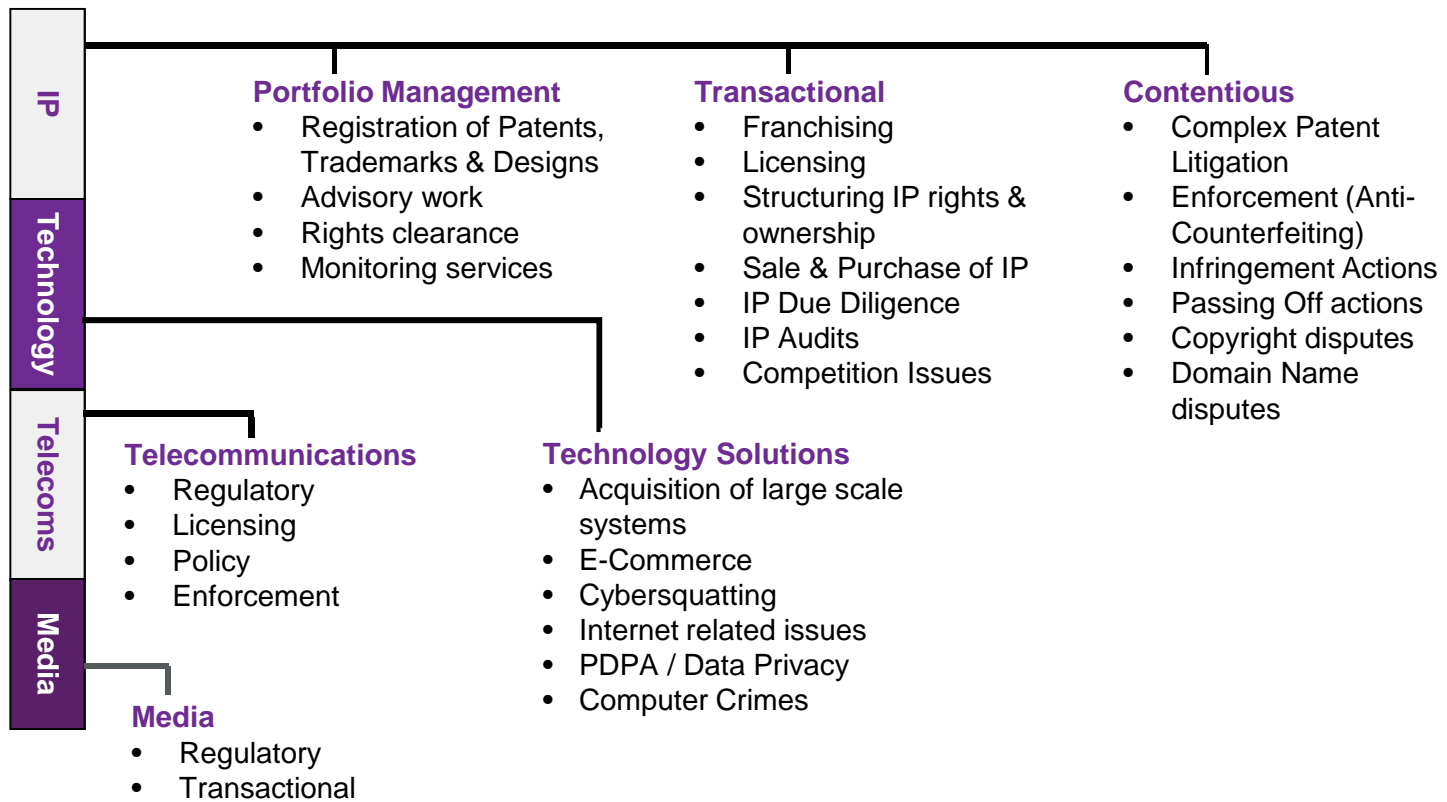 IP
Technology
Telecoms
Media
Portfolio Management
• Registration of Patents,
Trademarks & Designs
• Advisory work
• Rights clearance
• Monitoring services
Transactional
• Franchising
• Licensing
• Structuring IP rights &
ownership
• Sale & Purchase of IP
• IP Due Diligence
• IP Audits
• Competition Issues
Contentious
• Complex Patent
Litigation
• Enforcement (Anti-
Counterfeiting)
• Infringement Actions
• Passing Off actions
• Copyright disputes
• Domain Name
disputes
Telecommunications
• Regulatory
• Licensing
• Policy
• Enforcement
Technology Solutions
• Acquisition of large scale
systems
• E-Commerce
• Cybersquatting
• Internet related issues
• PDPA / Data Privacy
• Computer Crimes
Media
• Regulatory
• Transactional